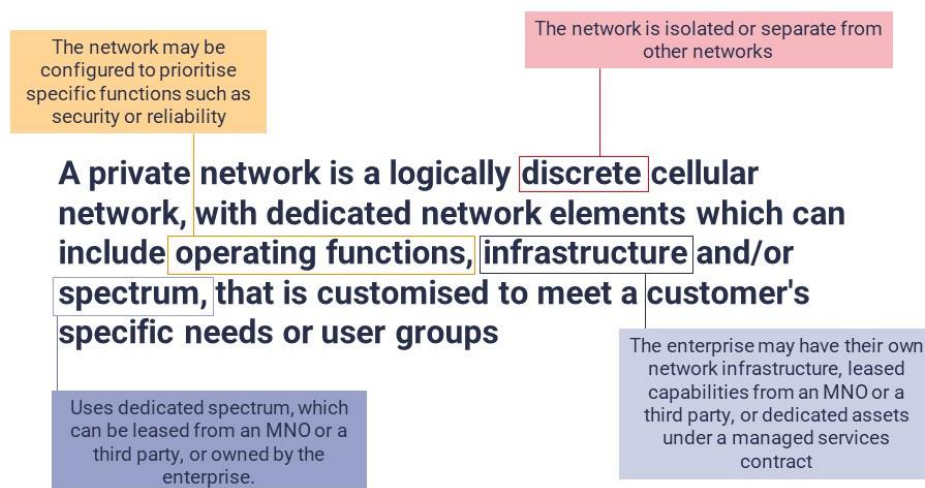 The network may be
configured to prioritise
specific functions such as
security or reliability
The network is isolated or separate from
other networks
A private network is a logically discrete cellular
network, with dedicated network elements which can
include operating functions, infrastructure and/or
spectrum, that is customised to meet a customer's
specific needs or user groups
Uses dedicated spectrum, which
can be leased from an MNO or a
third party, or owned by the
enterprise.
The enterprise may have their own
network infrastructure, leased
capabilities from an MNO or a
third party, or dedicated assets
under a managed services
contract